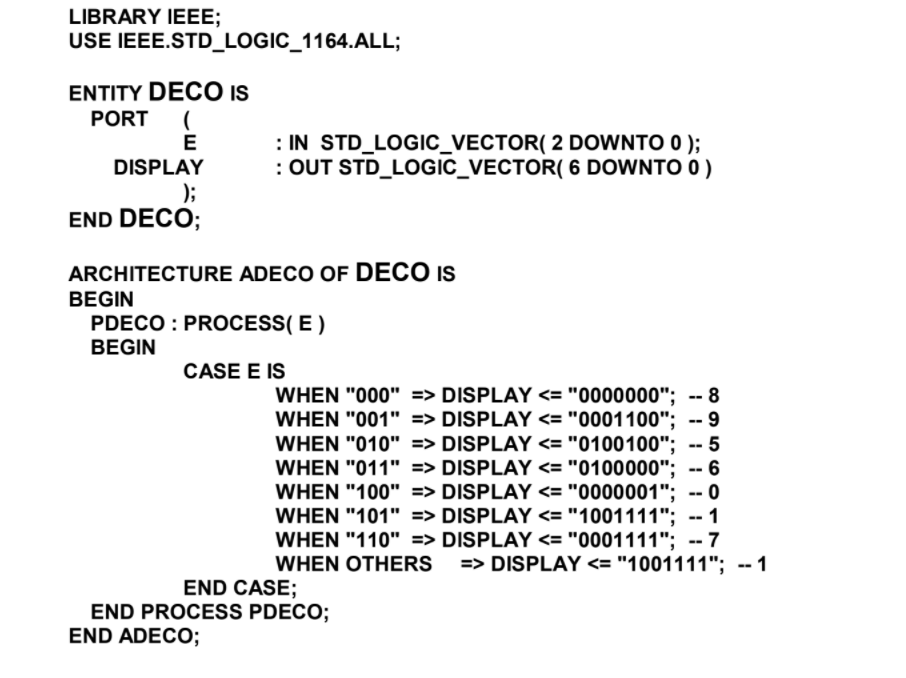 LIBRARY IEEE;
USE IEEE.STD_LOGIC_1164.ALL;
ENTITY DECO IS
PORT (
E : IN STD_LOGIC_VECTOR( 2 DOWNTO 0 );
DISPLAY : OUT STD_LOGIC_VECTOR( 6 DOWNTO 0 )
);
END DECO;
ARCHITECTURE ADECO OF DECO IS
BEGIN
PDECO : PROCESS( E )
BEGIN
CASE E IS
WHEN "000" => DISPLAY <= "0000000"; -- 8
WHEN "001" => DISPLAY <= "0001100"; -- 9
WHEN "010" => DISPLAY <= "0100100"; -- 5
WHEN "011" => DISPLAY <= "0100000"; -- 6
WHEN "100" => DISPLAY <= "0000001"; -- 0
WHEN "101" => DISPLAY <= "1001111"; -- 1
WHEN "110" => DISPLAY <= "0001111"; -- 7
WHEN OTHERS => DISPLAY <= "1001111"; -- 1
END CASE;
END PROCESS PDECO;
END ADECO;